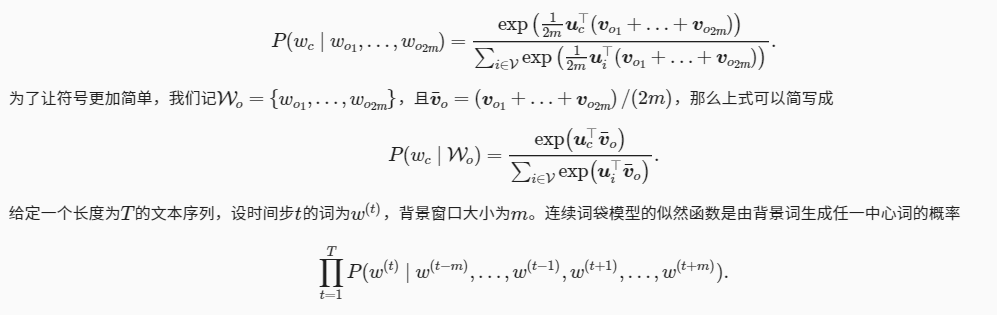 $$P(w_c \mid w_{o_1}, \ldots, w_{o_{2m}}) = \frac{\exp\left(\frac{1}{2m}\boldsymbol{u}_c^\top(\boldsymbol{v}_{o_1} + \ldots + \boldsymbol{v}_{o_{2m}})\right)}{\sum_{i \in \mathcal{V}} \exp\left(\frac{1}{2m}\boldsymbol{u}_i^\top(\boldsymbol{v}_{o_1} + \ldots + \boldsymbol{v}_{o_{2m}})\right)}.$$
为了让符号更加简单，我们记$\mathcal{W}_o = \{w_{o_1}, \ldots, w_{o_{2m}}\}$，且$\bar{\boldsymbol{v}}_o = (\boldsymbol{v}_{o_1} + \ldots + \boldsymbol{v}_{o_{2m}})/(2m)$，那么上式可以简写成
$$P(w_c \mid \mathcal{W}_o) = \frac{\exp\left(\boldsymbol{u}_c^\top \bar{\boldsymbol{v}}_o\right)}{\sum_{i \in \mathcal{V}} \exp\left(\boldsymbol{u}_i^\top \bar{\boldsymbol{v}}_o\right)}.$$
给定一个长度为$T$的文本序列，设时间步$t$的词为$w^{(t)}$，背景窗口大小为$m$。连续词袋模型的似然函数是由背景词生成任一中心词的概率
$$\prod_{t=1}^{T} P(w^{(t)} \mid w^{(t-m)}, \ldots, w^{(t-1)}, w^{(t+1)}, \ldots, w^{(t+m)}).$$